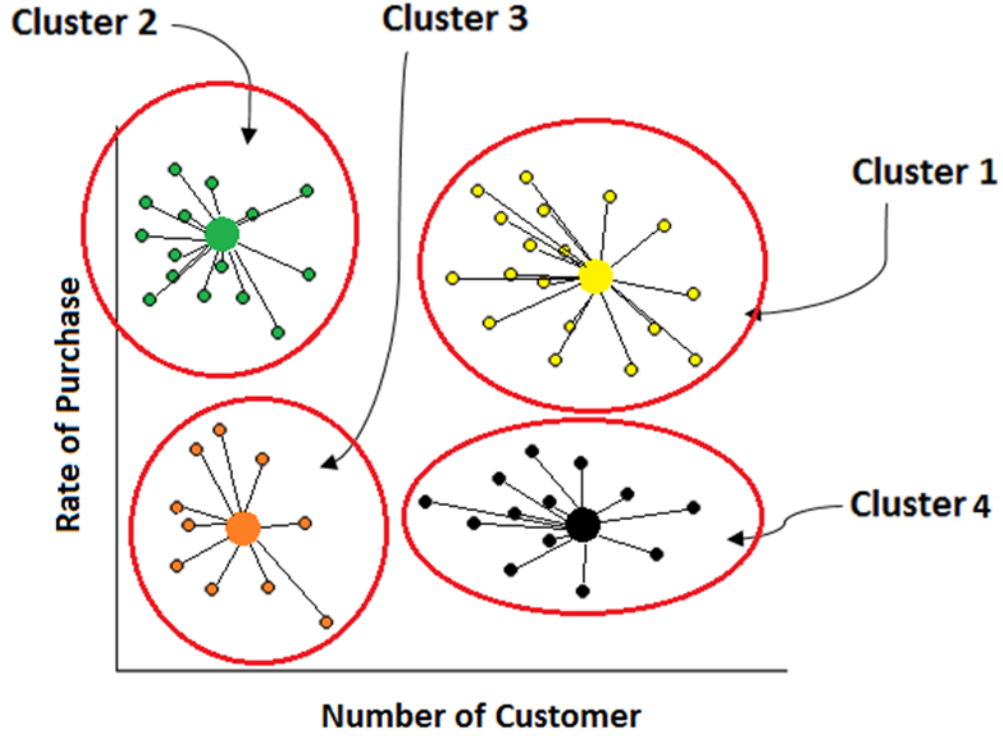 Cluster 2
Cluster 3
Cluster 1
Rate of Purchase
Cluster 4
Number of Customer